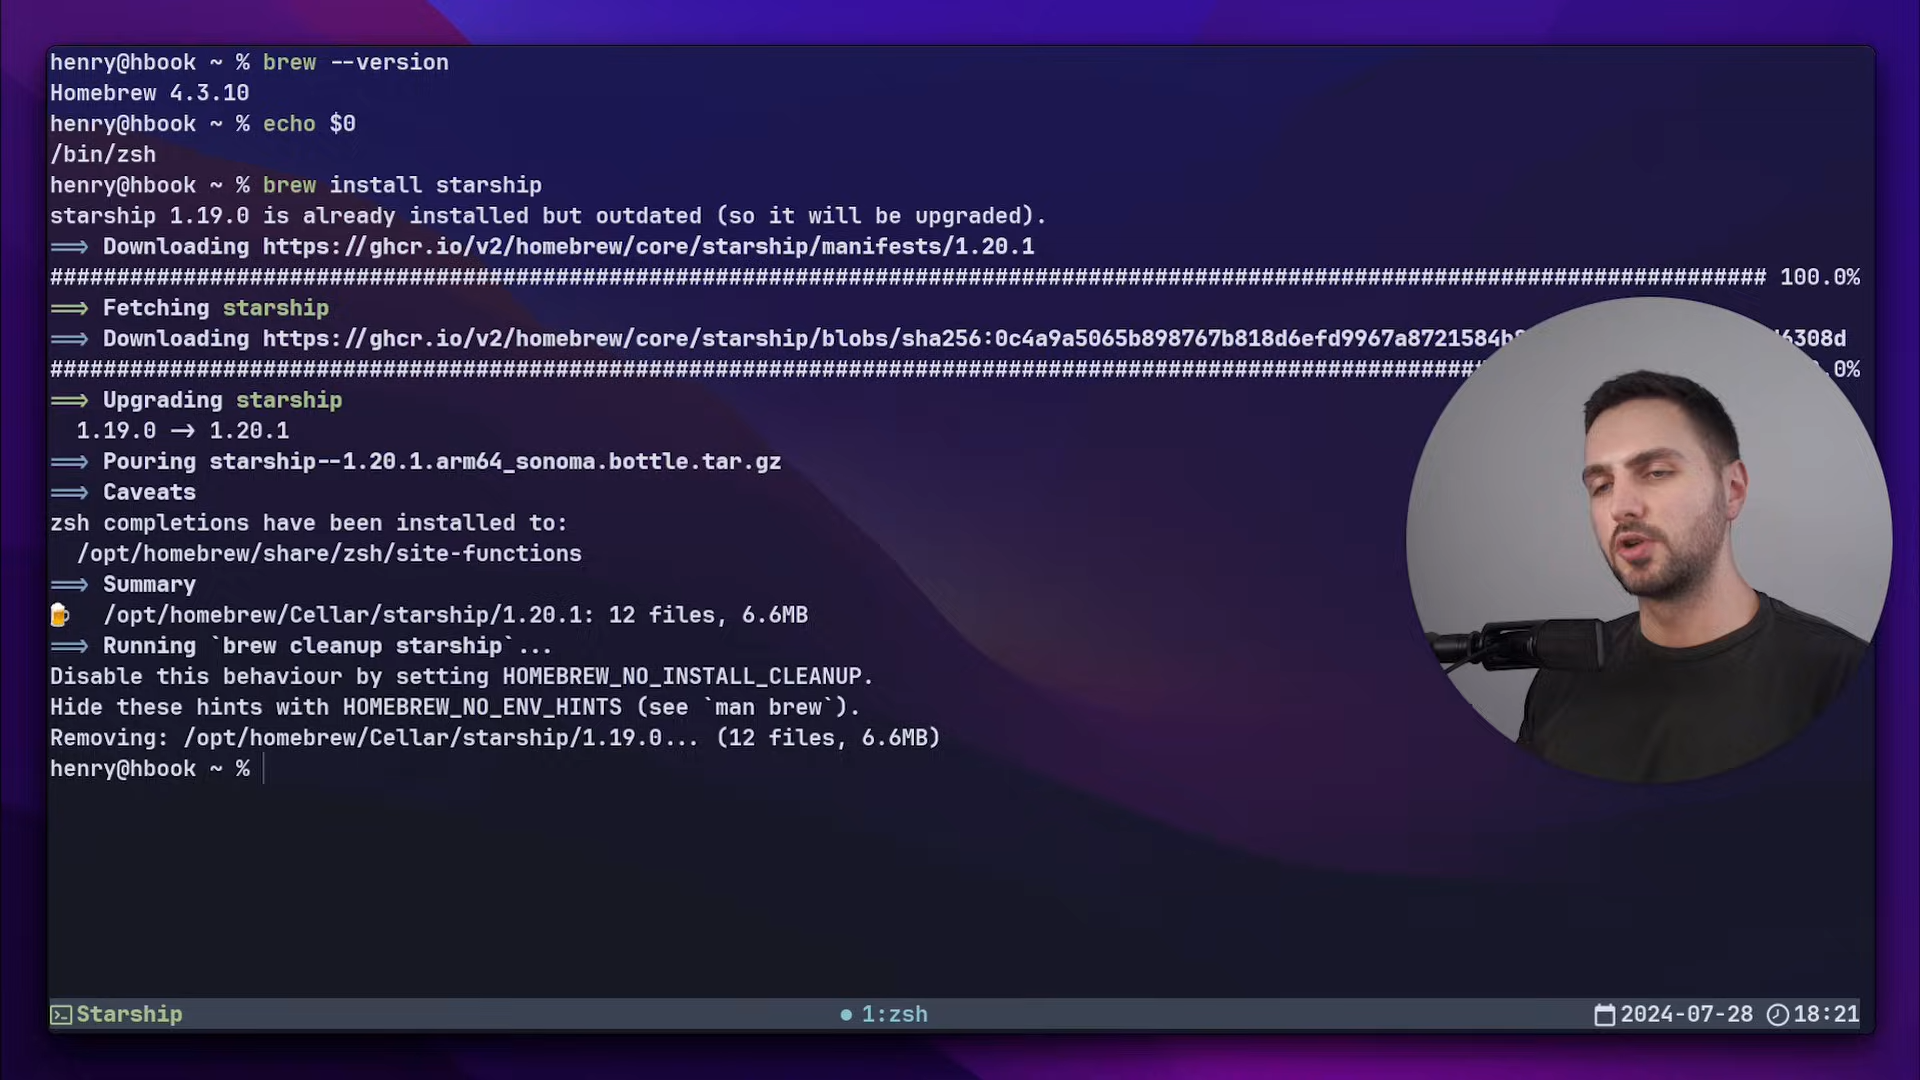 henry@hbook ~ % brew --version
Homebrew 4.3.10
henry@hbook ~ % echo $0
/bin/zsh
henry@hbook ~ % brew install starship
starship 1.19.0 is already installed but outdated (so it will be upgraded).
==> Downloading https://ghcr.io/v2/homebrew/core/starship/manifests/1.20.1
################################################################################################################################# 100.0%
==> Fetching starship
==> Downloading https://ghcr.io/v2/homebrew/core/starship/blobs/sha256:0c4a9a5065b898767b818d6efd9967a8721584b 6308d
########################################################################################################### .0%
==> Upgrading starship
1.19.0 -> 1.20.1
==> Pouring starship--1.20.1.arm64_sonoma.bottle.tar.gz
==> Caveats
zsh completions have been installed to:
/opt/homebrew/share/zsh/site-functions
==> Summary
🍺 /opt/homebrew/Cellar/starship/1.20.1: 12 files, 6.6MB
==> Running `brew cleanup starship`...
Disable this behaviour by setting HOMEBREW_NO_INSTALL_CLEANUP.
Hide these hints with HOMEBREW_NO_ENV_HINTS (see `man brew`).
Removing: /opt/homebrew/Cellar/starship/1.19.0... (12 files, 6.6MB)
henry@hbook ~ %
Starship ● 1:zsh 2024-07-28 18:21